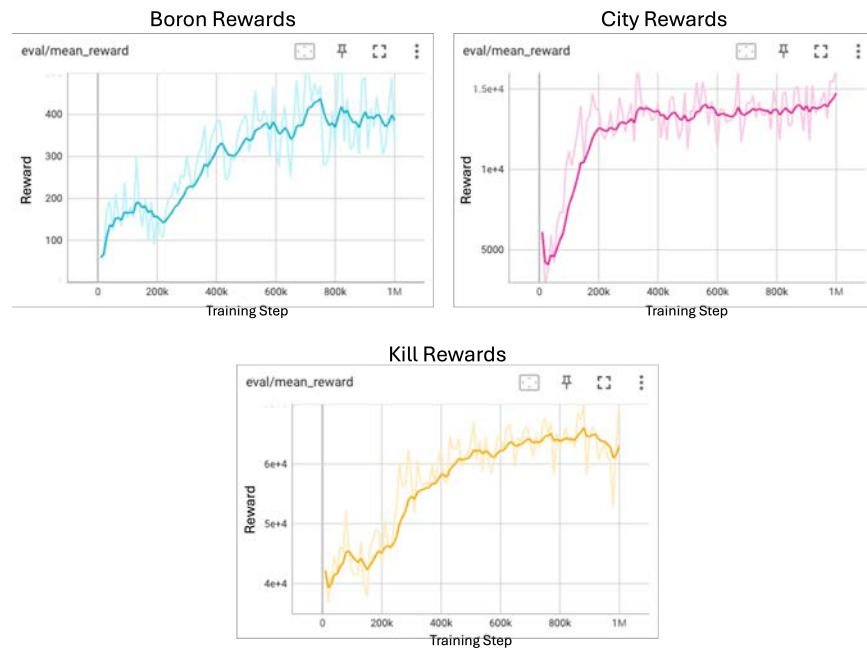 Boron Rewards
eval/mean_reward
400
300
200
100
Reward
0
200k
400k
600k
800k
1M
Training Step
City Rewards
eval/mean_reward
1.5e+4
1e+4
5000
Reward
0
200k
400k
600k
800k
1M
Training Step
Kill Rewards
eval/mean_reward
6e+4
5e+4
4e+4
Reward
0
200k
400k
600k
800k
1M
Training Step